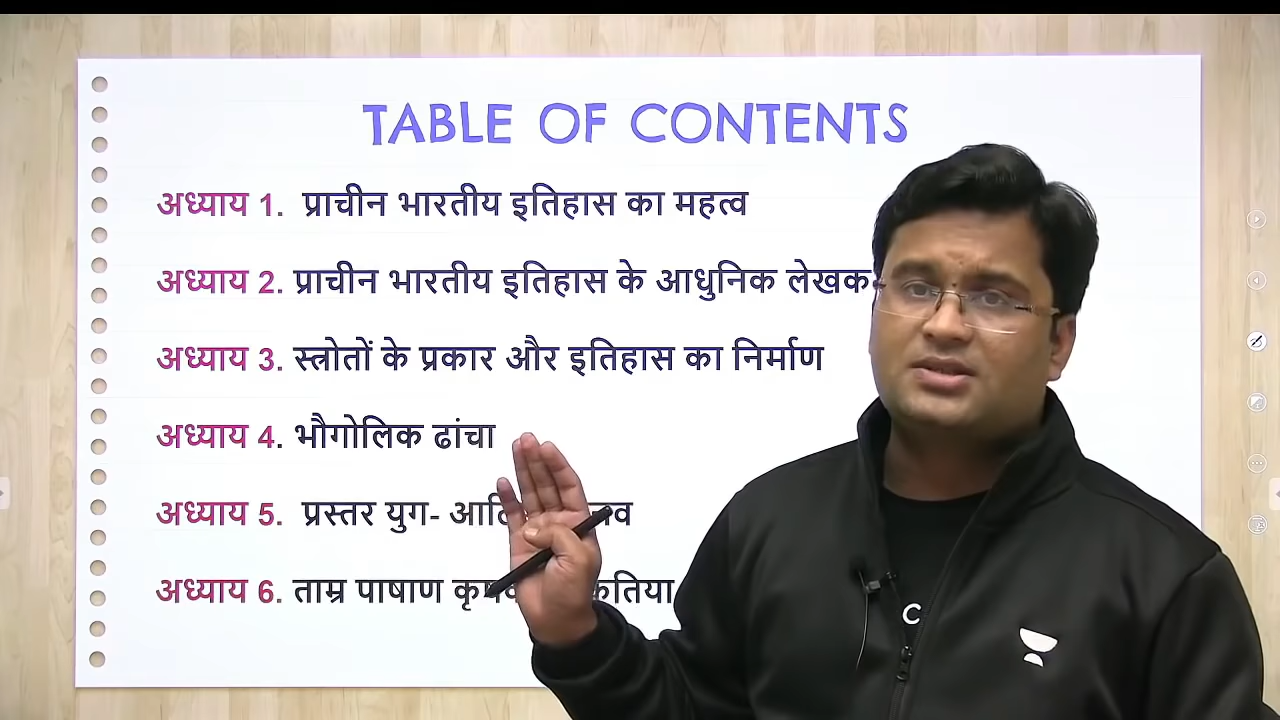 TABLE OF CONTENTS
अध्याय 1. प्राचीन भारतीय इतिहास का महत्व
अध्याय 2. प्राचीन भारतीय इतिहास के आधुनिक लेखक
अध्याय 3. स्त्रोतों के प्रकार और इतिहास का निर्माण
अध्याय 4. भौगोलिक ढांचा
अध्याय 5. प्रस्तर युग-
अध्याय 6. ताम्र पाषाण